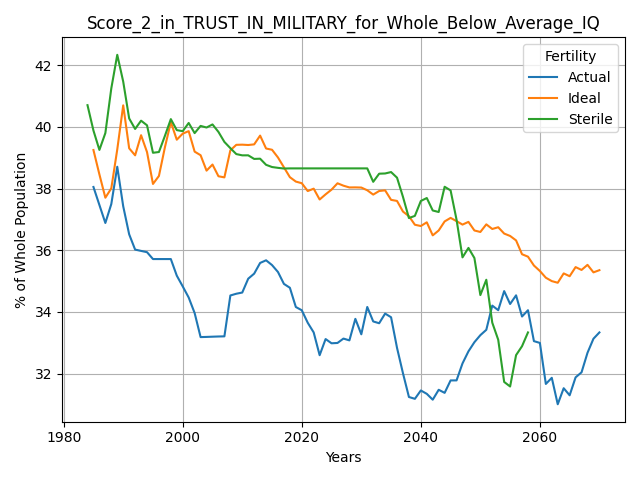 Score_2_in_TRUST_IN_MILITARY_for_Whole_Below_Average_IQ
% of Whole Population
42
40
38
36
34
32
Fertility
Actual
Ideal
Sterile
1980
2000
2020
2040
2060
Years